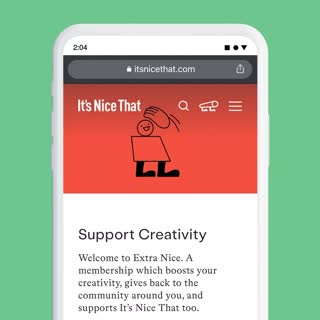 2:04
itsnicethat.com
It's Nice That
Support Creativity
Welcome to Extra Nice. A
membership which boosts your
creativity, gives back to the
community around you, and
supports It's Nice That too.